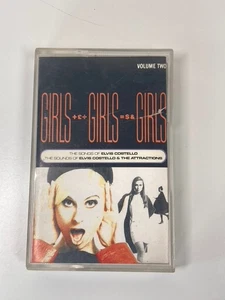 VOLUME TWO
GIRLS +£÷ GIRLS =$& GIRLS
THE SONGS OF ELVIS COSTELLO
THE SOUNDS OF ELVIS COSTELLO & THE ATTRACTIONS